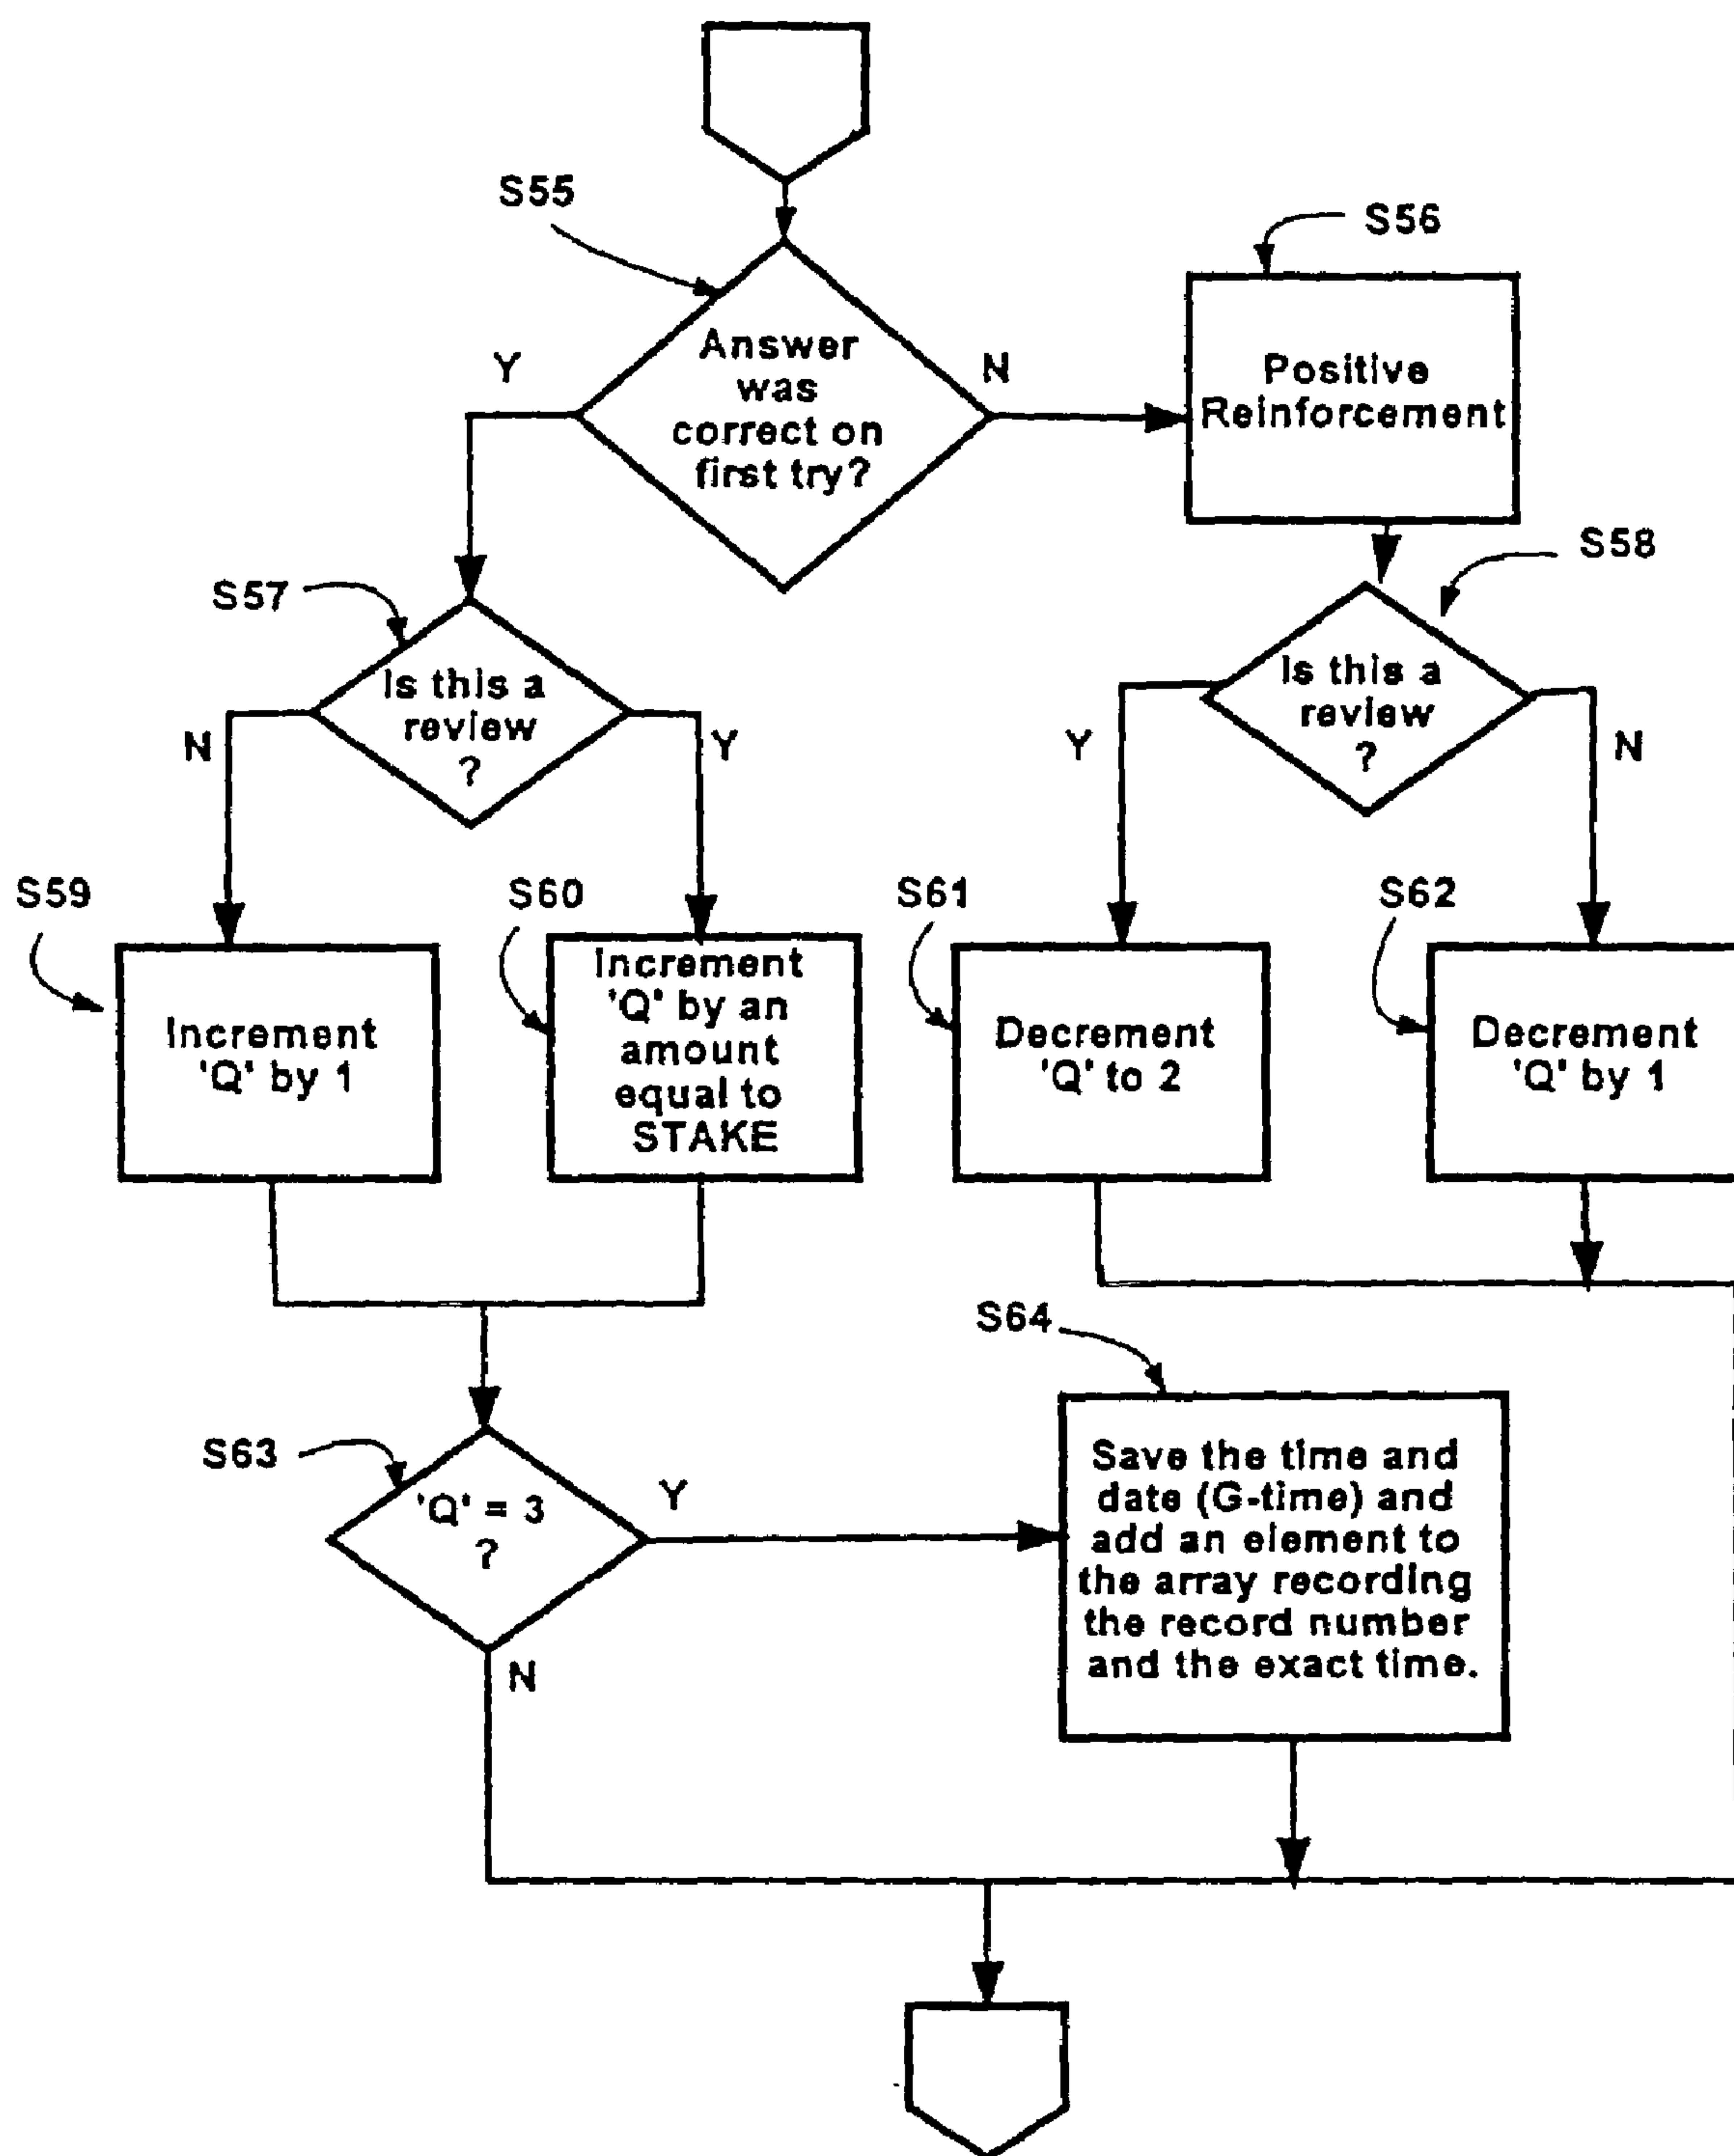 S55
S56
Answer
was
correct on
first try?
Y
N
Positive
Reinforcement
S57
S58
Is this a
review
?
N
Y
Is this a
review
?
Y
N
S59
S60
S61
S62
Increment
'Q' by 1
Increment
'Q' by an
amount
equal to
STAKE
Decrement
'Q' to 2
Decrement
'Q' by 1
S64
S63
'Q' = 3
?
Y
N
Save the time and
date (G-time) and
add an element to
the array recording
the record number
and the exact time.